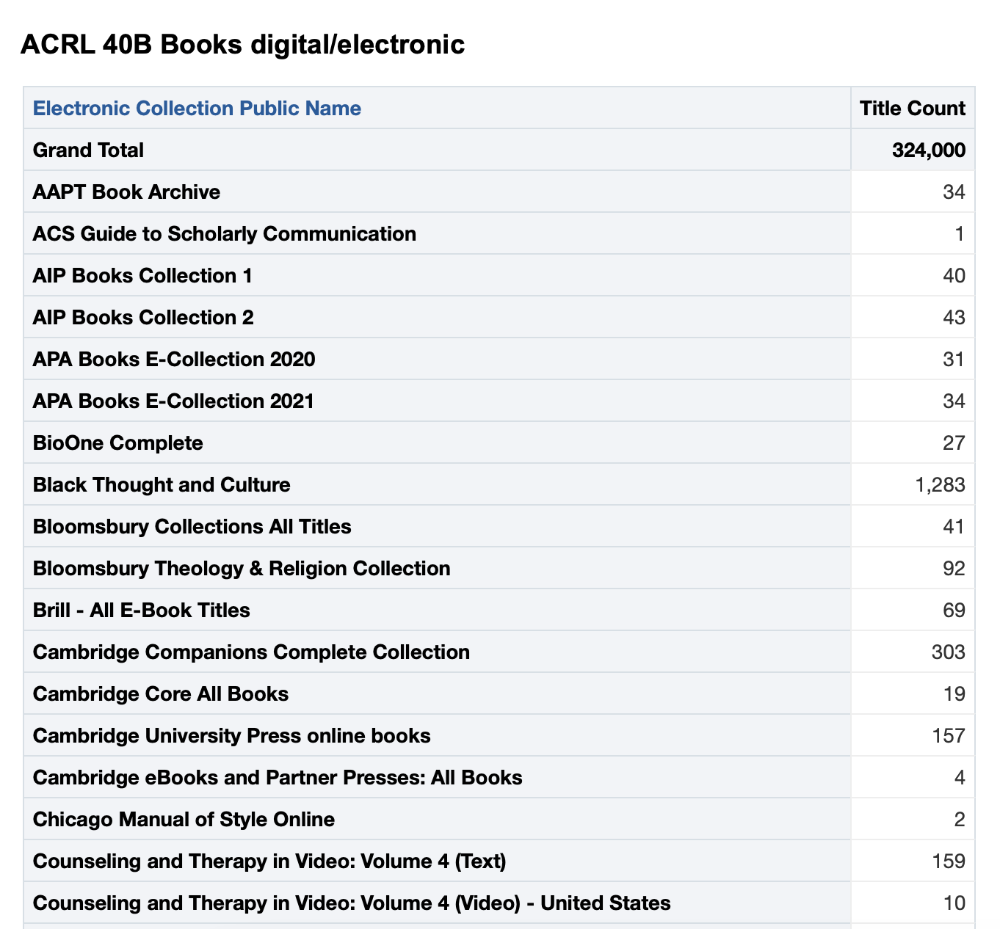 ACRL 40B Books digital/electronic
Electronic Collection Public Name Title Count
Grand Total 324,000
AAPT Book Archive 34
ACS Guide to Scholarly Communication 1
AIP Books Collection 1 40
AIP Books Collection 2 43
APA Books E-Collection 2020 31
APA Books E-Collection 2021 34
BioOne Complete 27
Black Thought and Culture 1,283
Bloomsbury Collections All Titles 41
Bloomsbury Theology & Religion Collection 92
Brill - All E-Book Titles 69
Cambridge Companions Complete Collection 303
Cambridge Core All Books 19
Cambridge University Press online books 157
Cambridge eBooks and Partner Presses: All Books 4
Chicago Manual of Style Online 2
Counseling and Therapy in Video: Volume 4 (Text) 159
Counseling and Therapy in Video: Volume 4 (Video) - United States 10